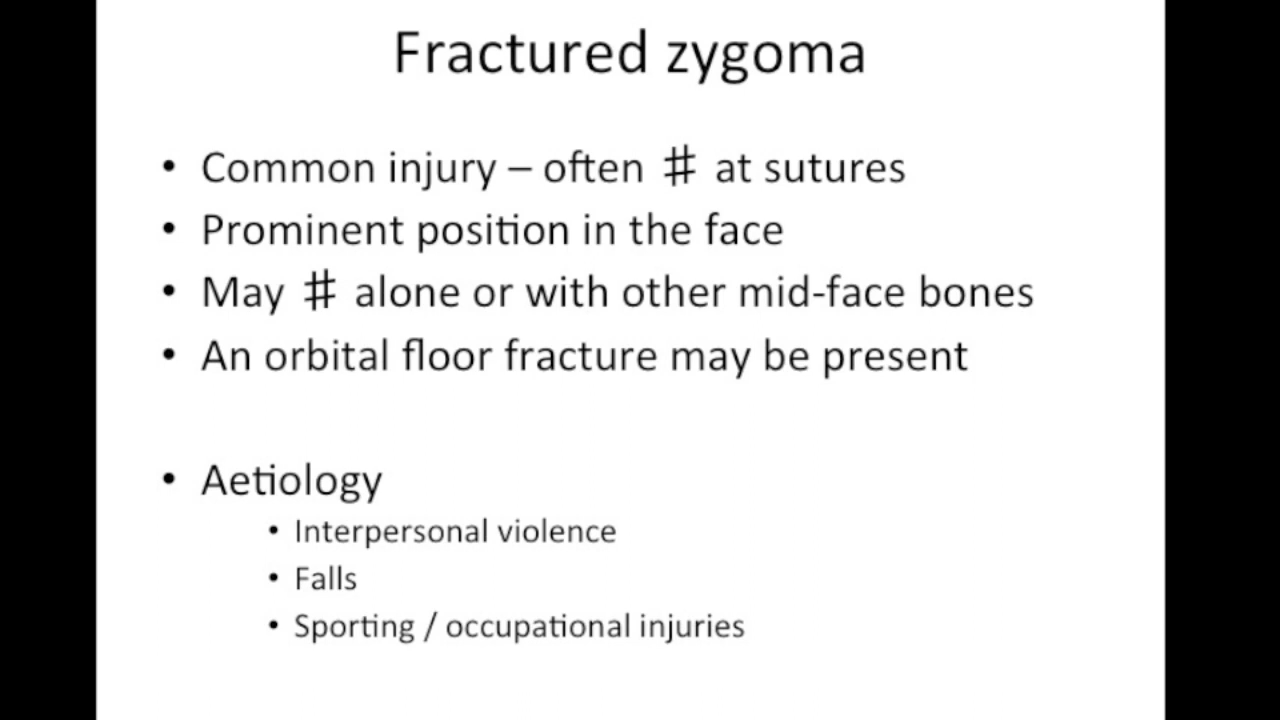 Fractured zygoma
• Common injury – often # at sutures
• Prominent position in the face
• May # alone or with other mid-face bones
• An orbital floor fracture may be present
• Aetiology
• Interpersonal violence
• Falls
• Sporting / occupational injuries